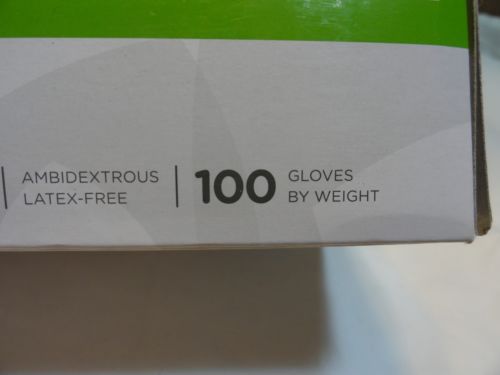 AMBIDEXTROUS
LATEX-FREE
100 GLOVES
BY WEIGHT